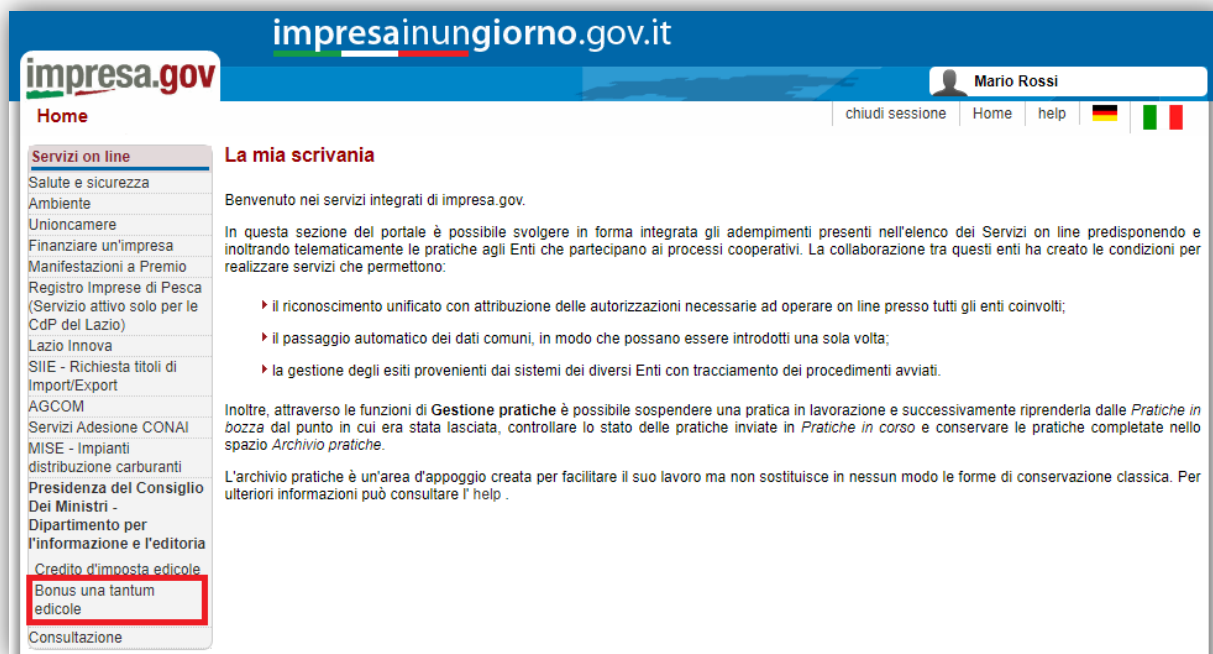 impresainungiorno.gov.it
impresa.gov
Mario Rossi
Home
chiudi sessione
Home
help
Servizi on line
Salute e sicurezza
Ambiente
Unioncamere
Finanziare un'impresa
Manifestazioni a Premio
Registro Imprese di Pesca
(Servizio attivo solo per le
CdP del Lazio)
Lazio Innova
SIIE - Richiesta titoli di
Import/Export
AGCOM
Servizi Adesione CONAI
MISE - Impianti
distribuzione carburanti
Presidenza del Consiglio
Dei Ministri -
Dipartimento per
l'informazione e l'editoria
Credito d'imposta edicole
Bonus una tantum
edicole
Consultazione
La mia scrivania
Benvenuto nei servizi integrati di impresa.gov.
In questa sezione del portale è possibile svolgere in forma integrata gli adempimenti presenti nell'elenco dei Servizi on line predisponendo e
inoltrando telematicamente le pratiche agli Enti che partecipano ai processi cooperativi. La collaborazione tra questi enti ha creato le condizioni per
realizzare servizi che permettono:
il riconoscimento unificato con attribuzione delle autorizzazioni necessarie ad operare on line presso tutti gli enti coinvolti;
il passaggio automatico dei dati comuni, in modo che possano essere introdotti una sola volta;
la gestione degli esiti provenienti dai sistemi dei diversi Enti con tracciamento dei procedimenti avviati.
Inoltre, attraverso le funzioni di Gestione pratiche è possibile sospendere una pratica in lavorazione e successivamente riprenderla dalle Pratiche in
bozza dal punto in cui era stata lasciata, controllare lo stato delle pratiche inviate in Pratiche in corso e conservare le pratiche completate nello
spazio Archivio pratiche.
L'archivio pratiche è un'area d'appoggio creata per facilitare il suo lavoro ma non sostituisce in nessun modo le forme di conservazione classica. Per
ulteriori informazioni può consultare l' help .